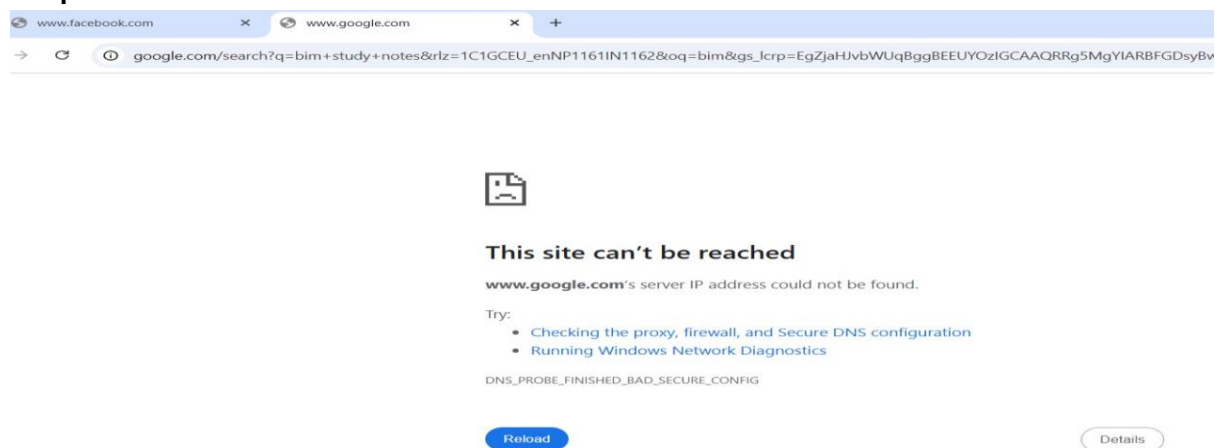 www.facebook.com
www.google.com
google.com/search?q=bim+study+notes&rlz=1C1GCEU_enNP1161IN1162&oq=bim&gs_lcrp=EgZjaHJvbWUqBggBEEUYOzIGCAAQRRg5MgYIARBFGDsyBw
This site can't be reached
www.google.com's server IP address could not be found.
Try:
Checking the proxy, firewall, and Secure DNS configuration
Running Windows Network Diagnostics
DNS_PROBE_FINISHED_BAD_SECURE_CONFIG
Reload
Details